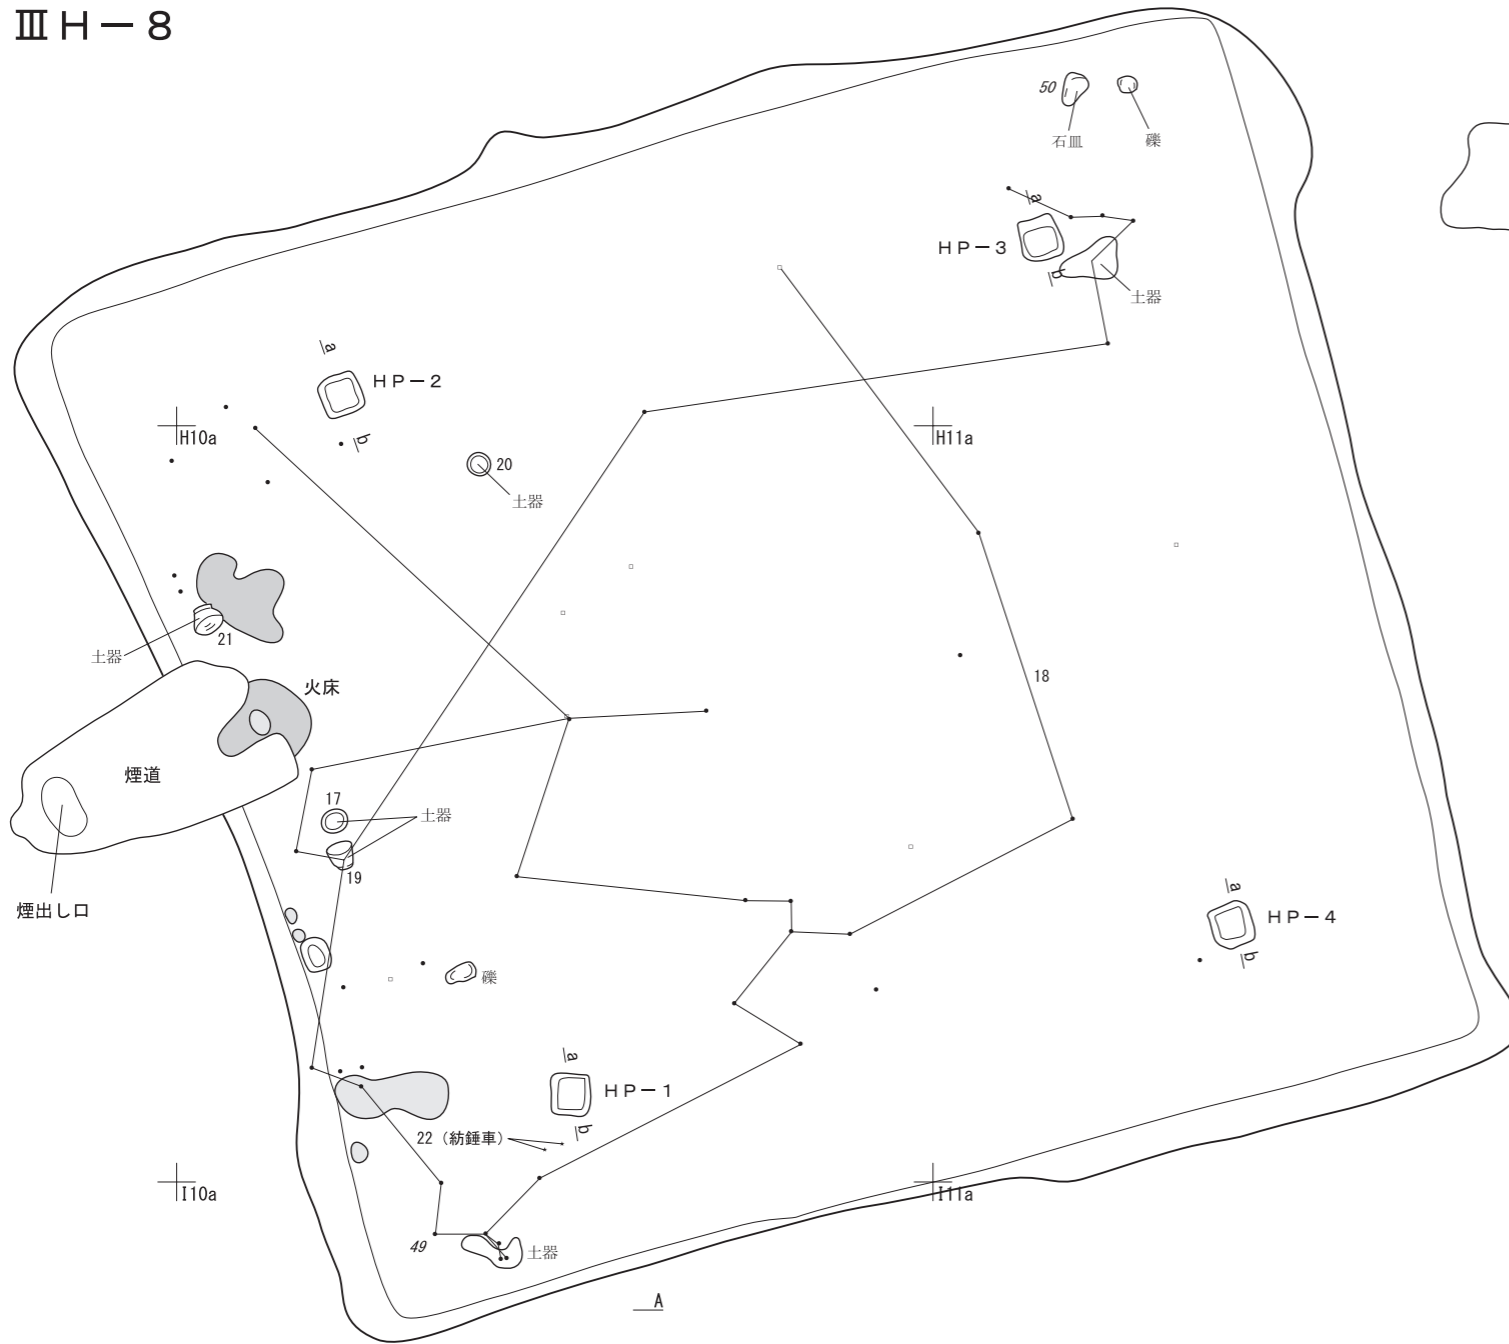 ⅢH－8
50
石皿
礫
a
HP－3
b
土器
a
HP－2
b
H10a
H11a
20
土器
21
土器
火床
18
煙道
17
土器
19
煙出し口
a
HP－4
b
礫
a
HP－1
b
22（紡錘車）
I10a
I11a
49
土器
A